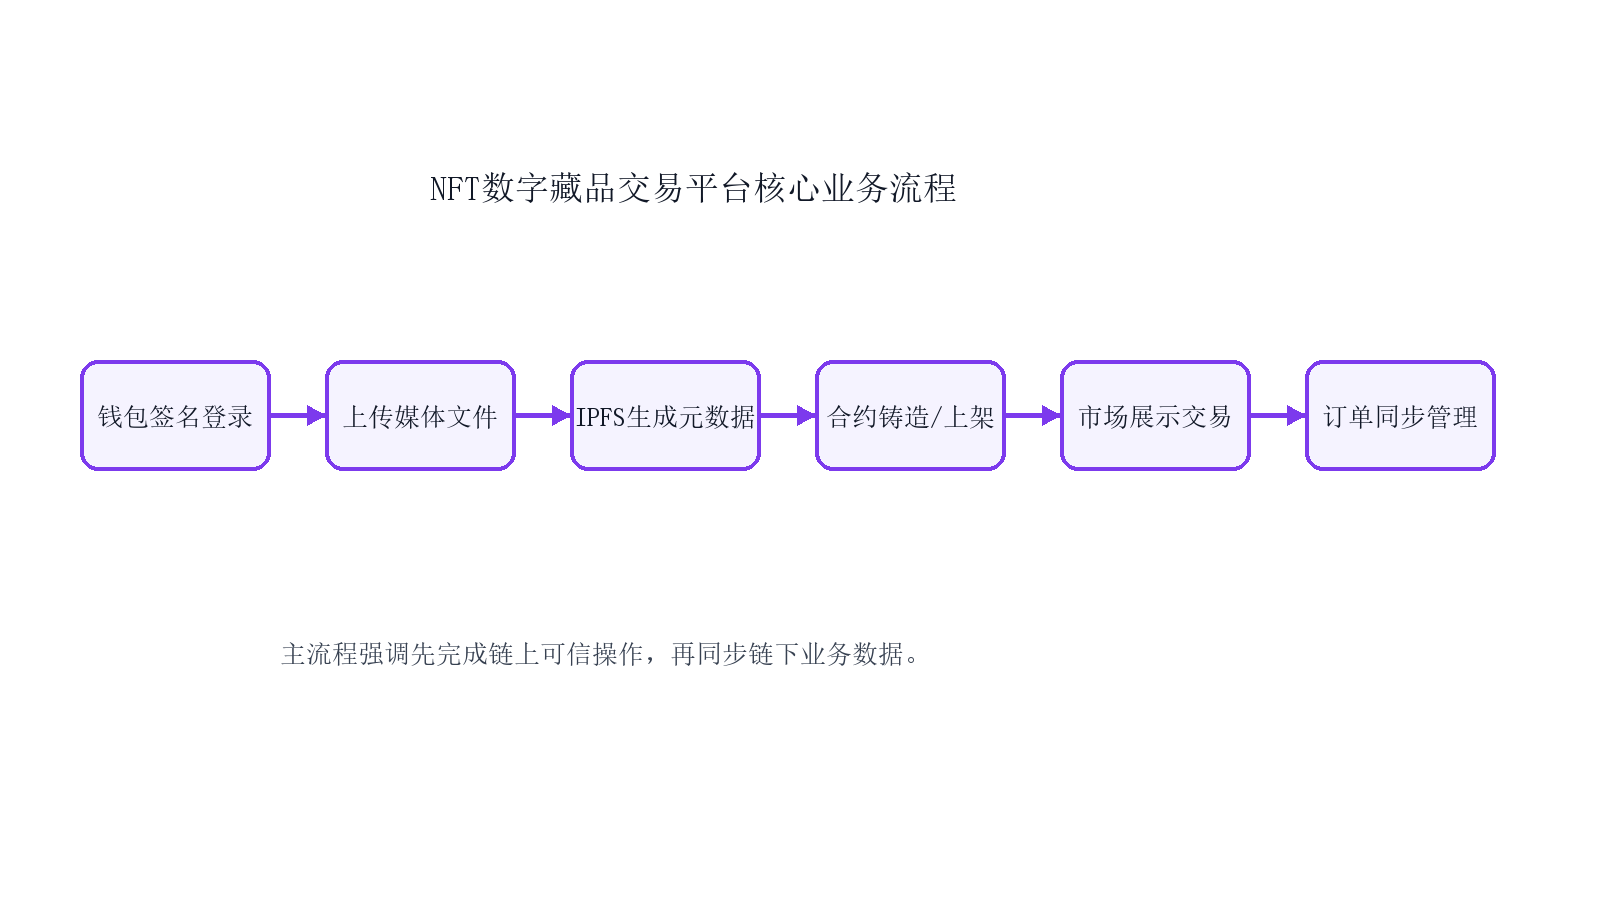 NFT数字藏品交易平台核心业务流程
钱包签名登录
上传媒体文件
IPFS生成元数据
合约铸造/上架
市场展示交易
订单同步管理
主流程强调先完成链上可信操作，再同步链下业务数据。